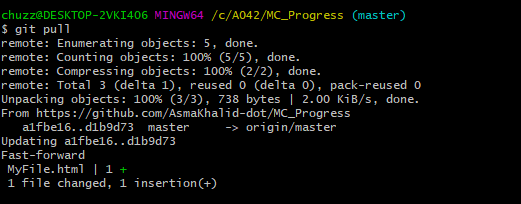 chuzz@DESKTOP-2VKI4O6 MINGW64 /c/AO42/MC_Progress (master)
$ git pull
remote: Enumerating objects: 5, done.
remote: Counting objects: 100% (5/5), done.
remote: Compressing objects: 100% (2/2), done.
remote: Total 3 (delta 1), reused 0 (delta 0), pack-reused 0
Unpacking objects: 100% (3/3), 738 bytes | 2.00 KiB/s, done.
From https://github.com/AsmaKhalid-dot/MC_Progress
   a1fbe16..d1b9d73  master     -> origin/master
Updating a1fbe16..d1b9d73
Fast-forward
 MyFile.html | 1 +
 1 file changed, 1 insertion(+)